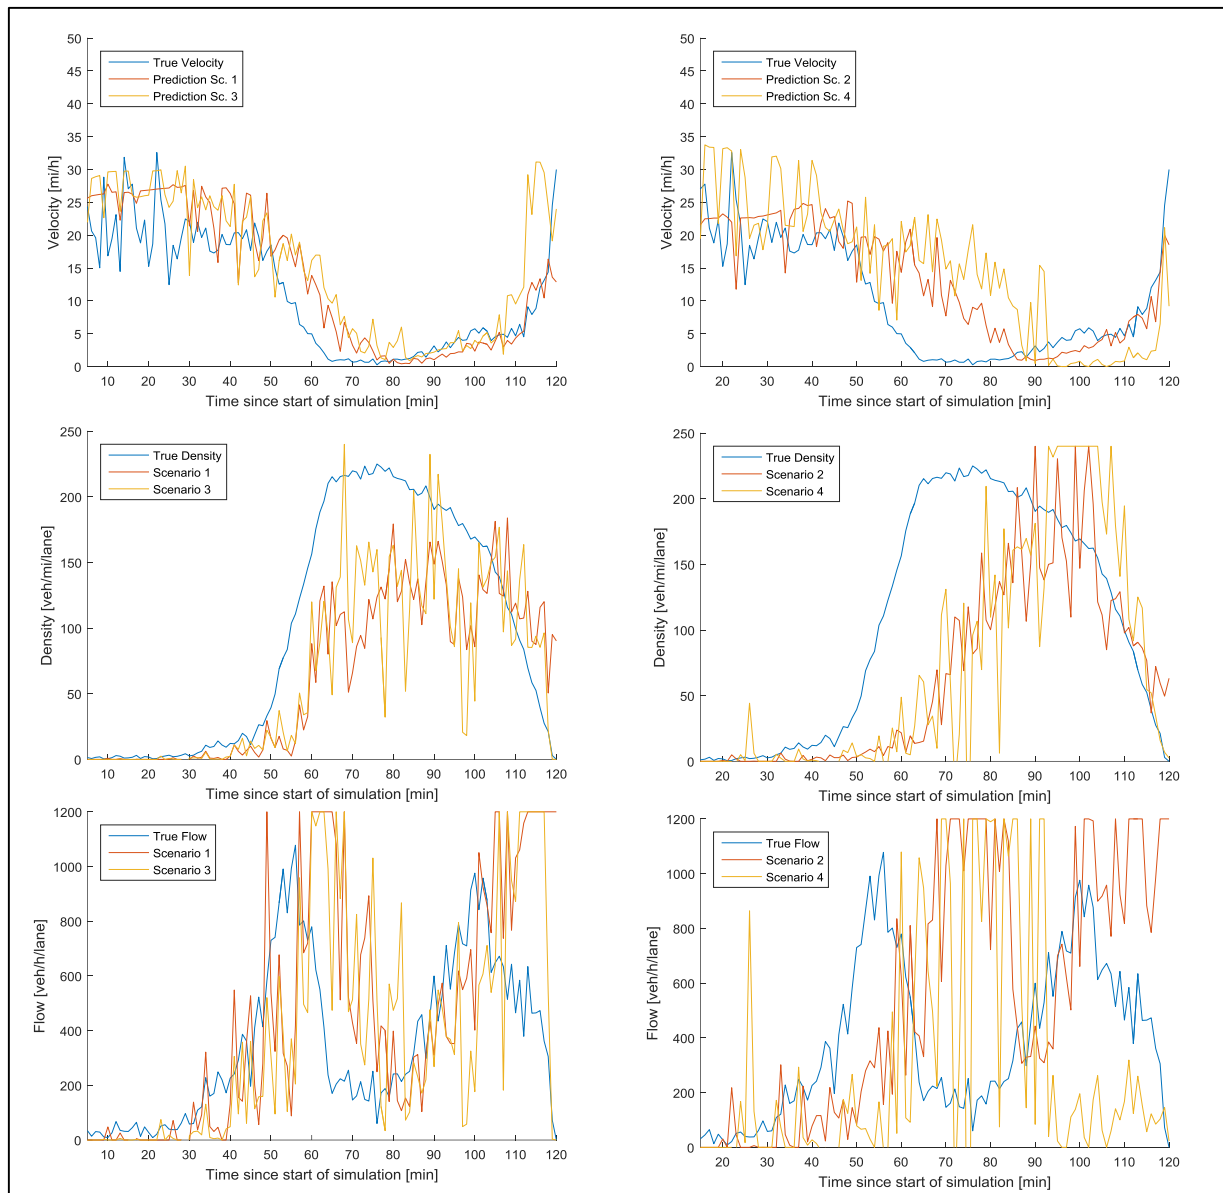 50
45
40
35
30
25
20
15
10
5
0
Velocity [mi/h]
True Velocity
Prediction Sc. 1
Prediction Sc. 3
10 20 30 40 50 60 70 80 90 100 110 120
Time since start of simulation [min]
50
45
40
35
30
25
20
15
10
5
0
Velocity [mi/h]
True Velocity
Prediction Sc. 2
Prediction Sc. 4
20 30 40 50 60 70 80 90 100 110 120
Time since start of simulation [min]
250
200
150
100
50
0
Density [veh/mi/lane]
True Density
Scenario 1
Scenario 3
10 20 30 40 50 60 70 80 90 100 110 120
Time since start of simulation [min]
250
200
150
100
50
0
Density [veh/mi/lane]
True Density
Scenario 2
Scenario 4
20 30 40 50 60 70 80 90 100 110 120
Time since start of simulation [min]
1200
1000
800
600
400
200
0
Flow [veh/h/lane]
True Flow
Scenario 1
Scenario 3
10 20 30 40 50 60 70 80 90 100 110 120
Time since start of simulation [min]
1200
1000
800
600
400
200
0
Flow [veh/h/lane]
True Flow
Scenario 2
Scenario 4
20 30 40 50 60 70 80 90 100 110 120
Time since start of simulation [min]